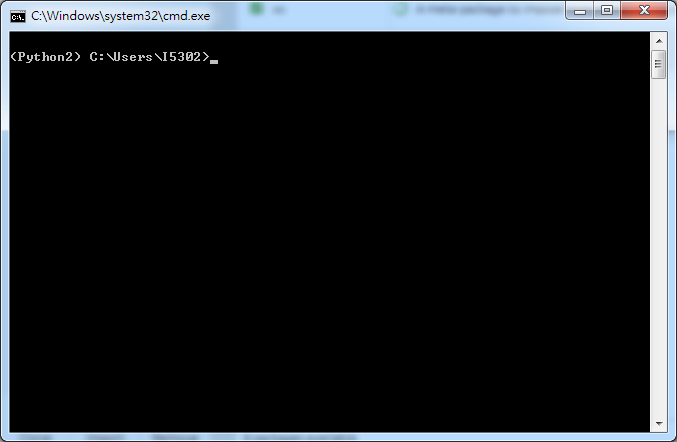 C:\Windows\system32\cmd.exe
(Python2) C:\Users\I5302>